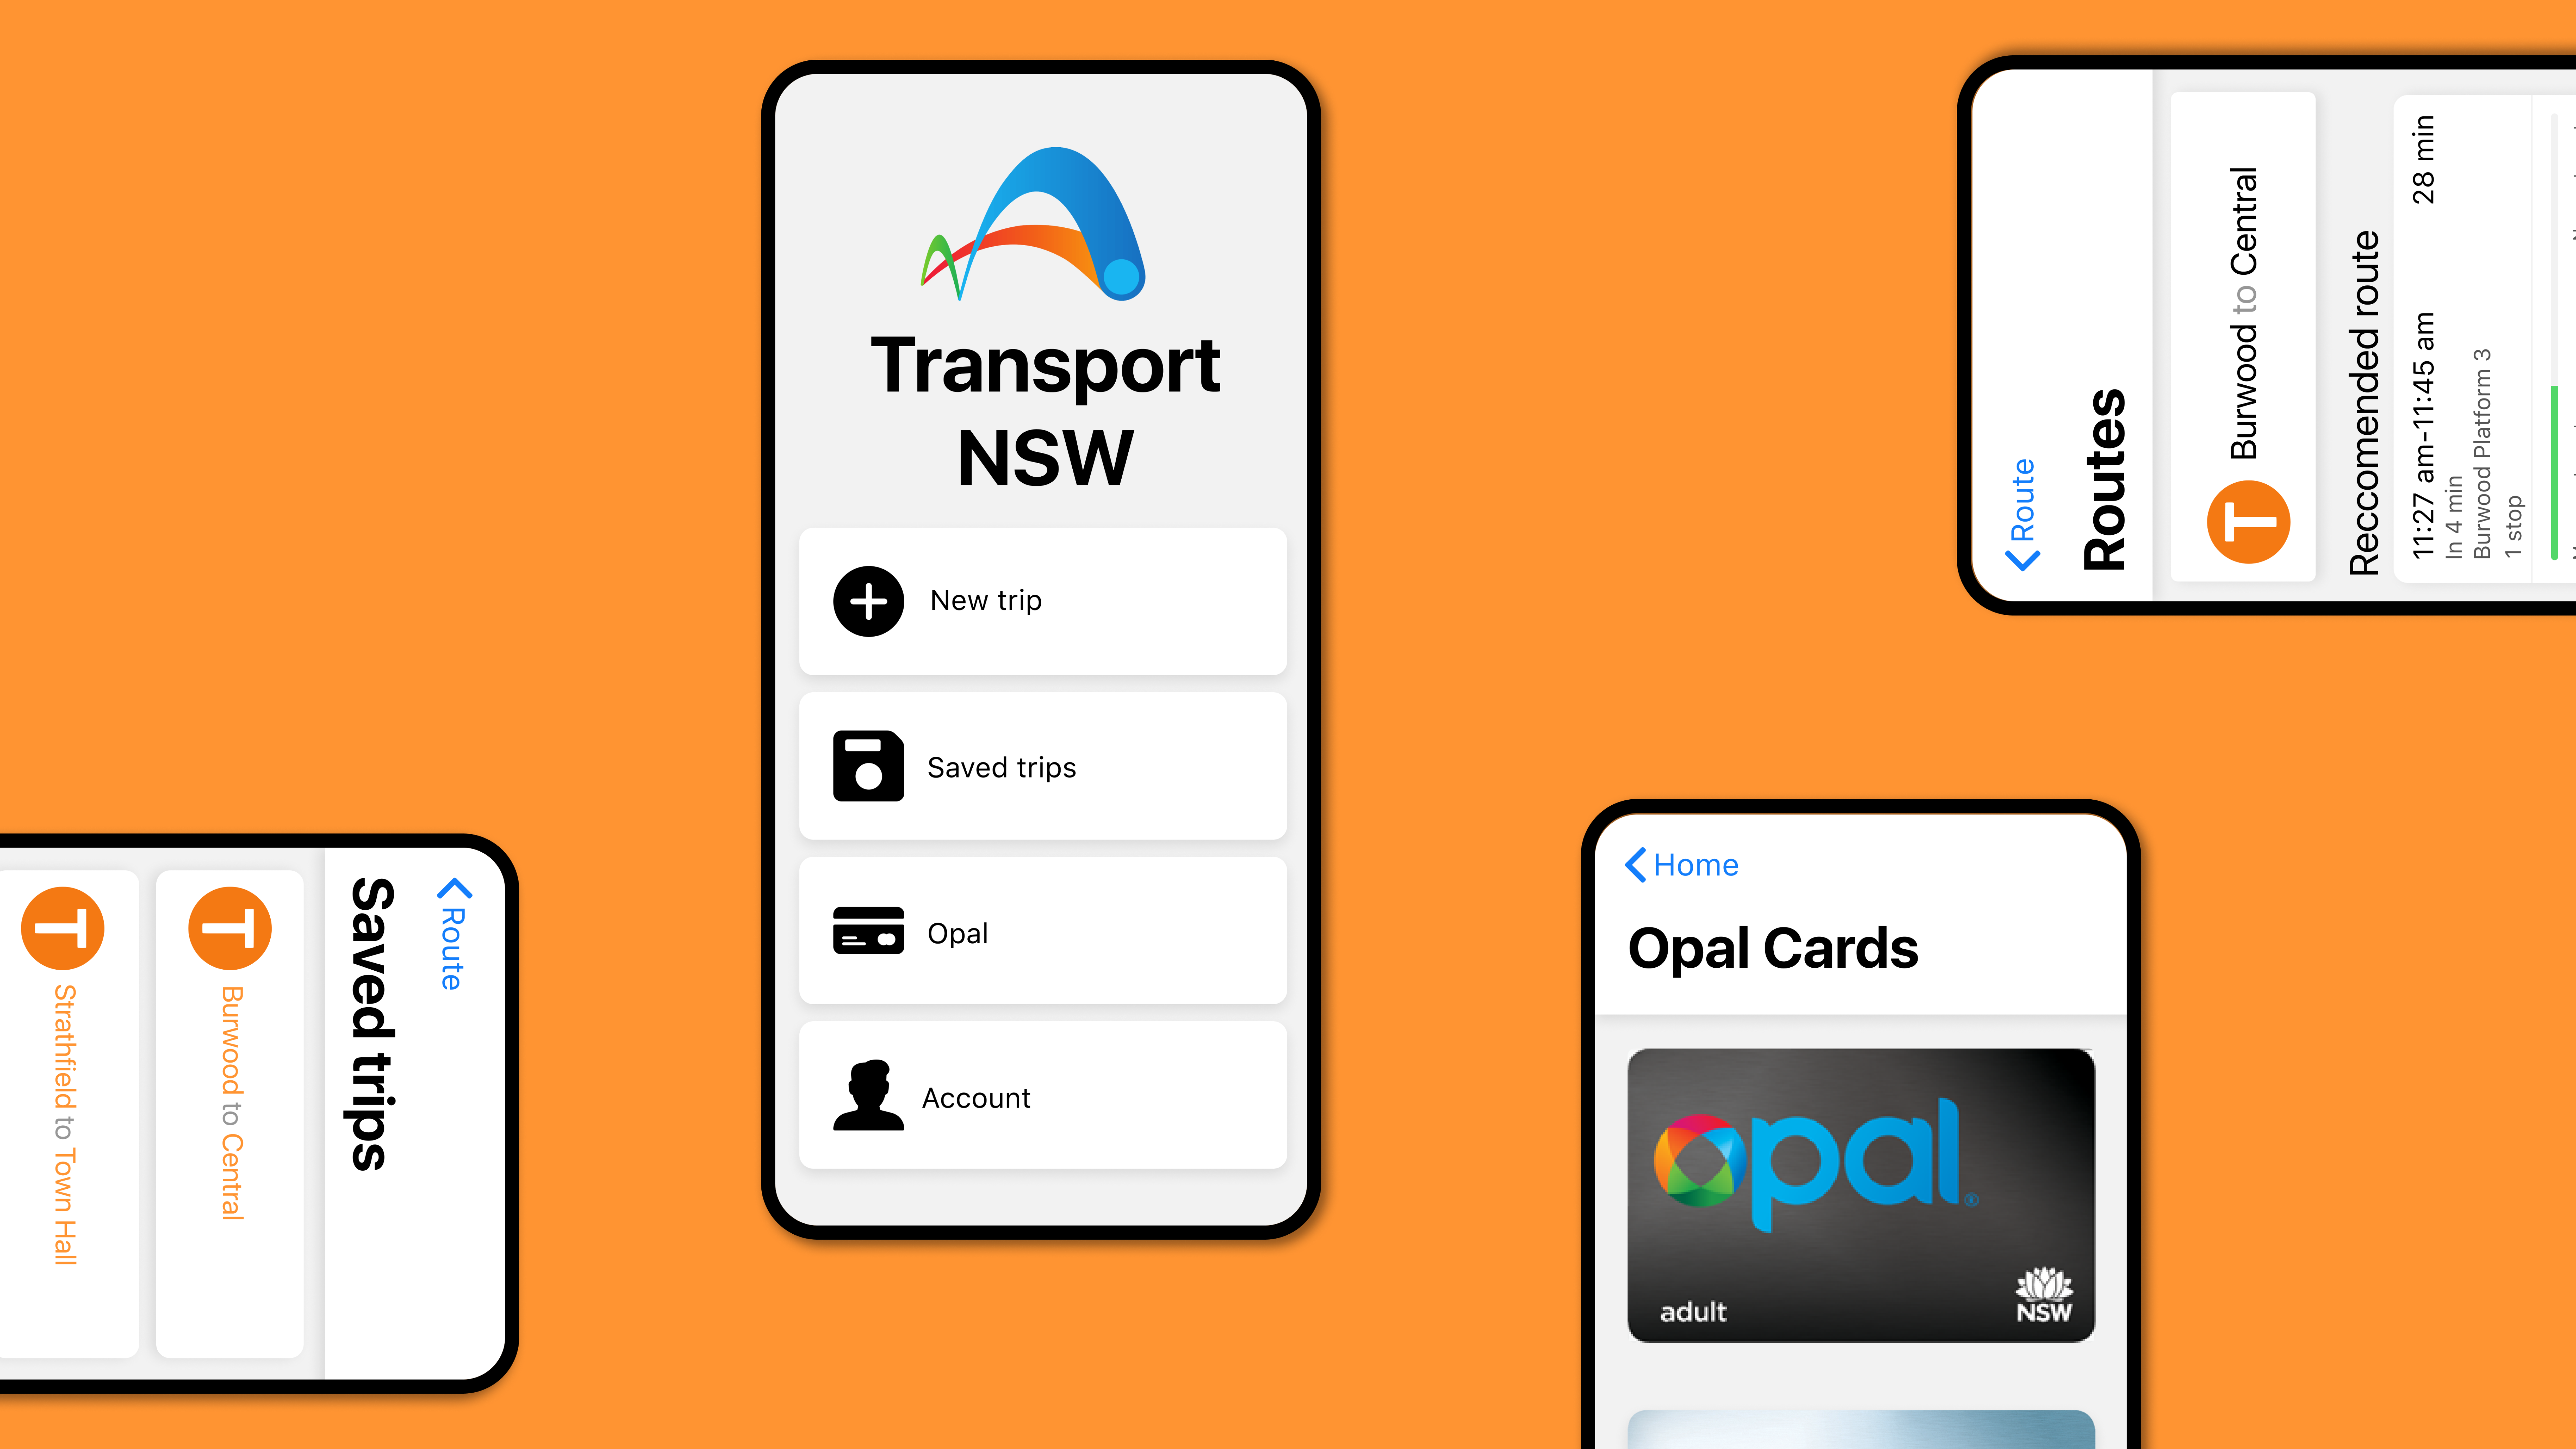 Transport
NSW
New trip
Saved trips
Opal
Account
Route
Saved trips
Burwood to Central
Strathfield to Town Hall
Route
Routes
T
Burwood to Central
Reccomended route
11:27 am-11:45 am
28 min
In 4 min
Burwood Platform 3
1 stop
T
T
Home
Opal Cards
opal®
adult
NSW